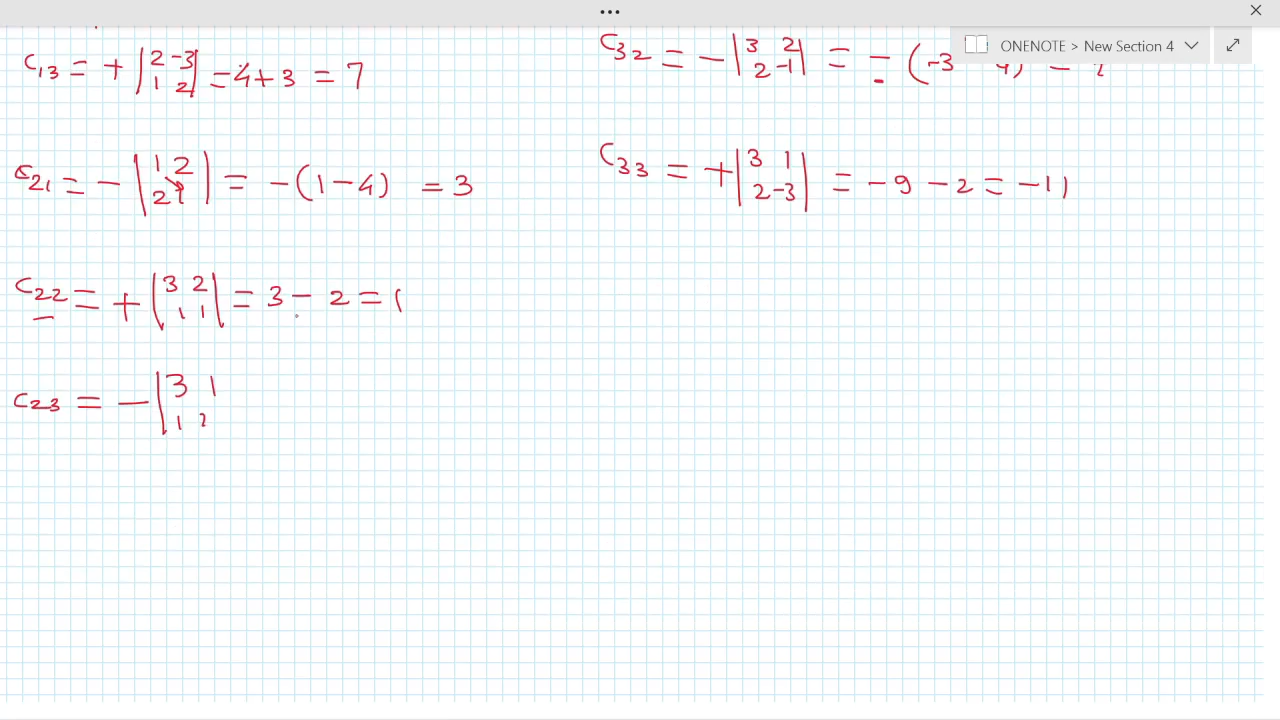 ONENOTE > New Section 4
C13 = + |2 -3| = 4 + 3 = 7
|1 2|
C21 = - |1 2| = -(1 - 4) = 3
|2 1|
C22 = + |3 2| = 3 - 2 = 1
|1 1|
C23 = - |3 1
|1 2
C32 = - |3 2| = - (-3
|2 -1|
C33 = + |3 1| = -9 - 2 = -11
|2 -3|